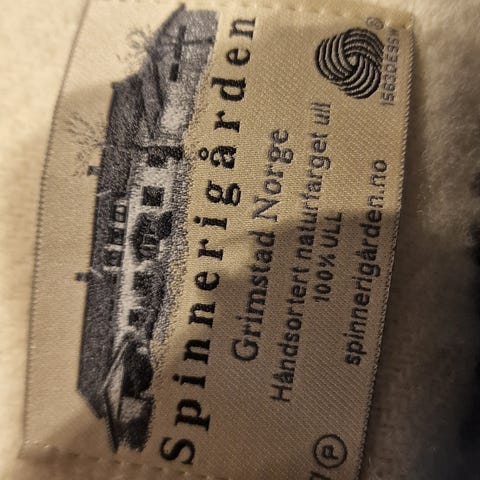 Spinnerigården
Grimstad Norge
Håndsortert naturfarget ull
100% ULL
spinnerigården.no
P